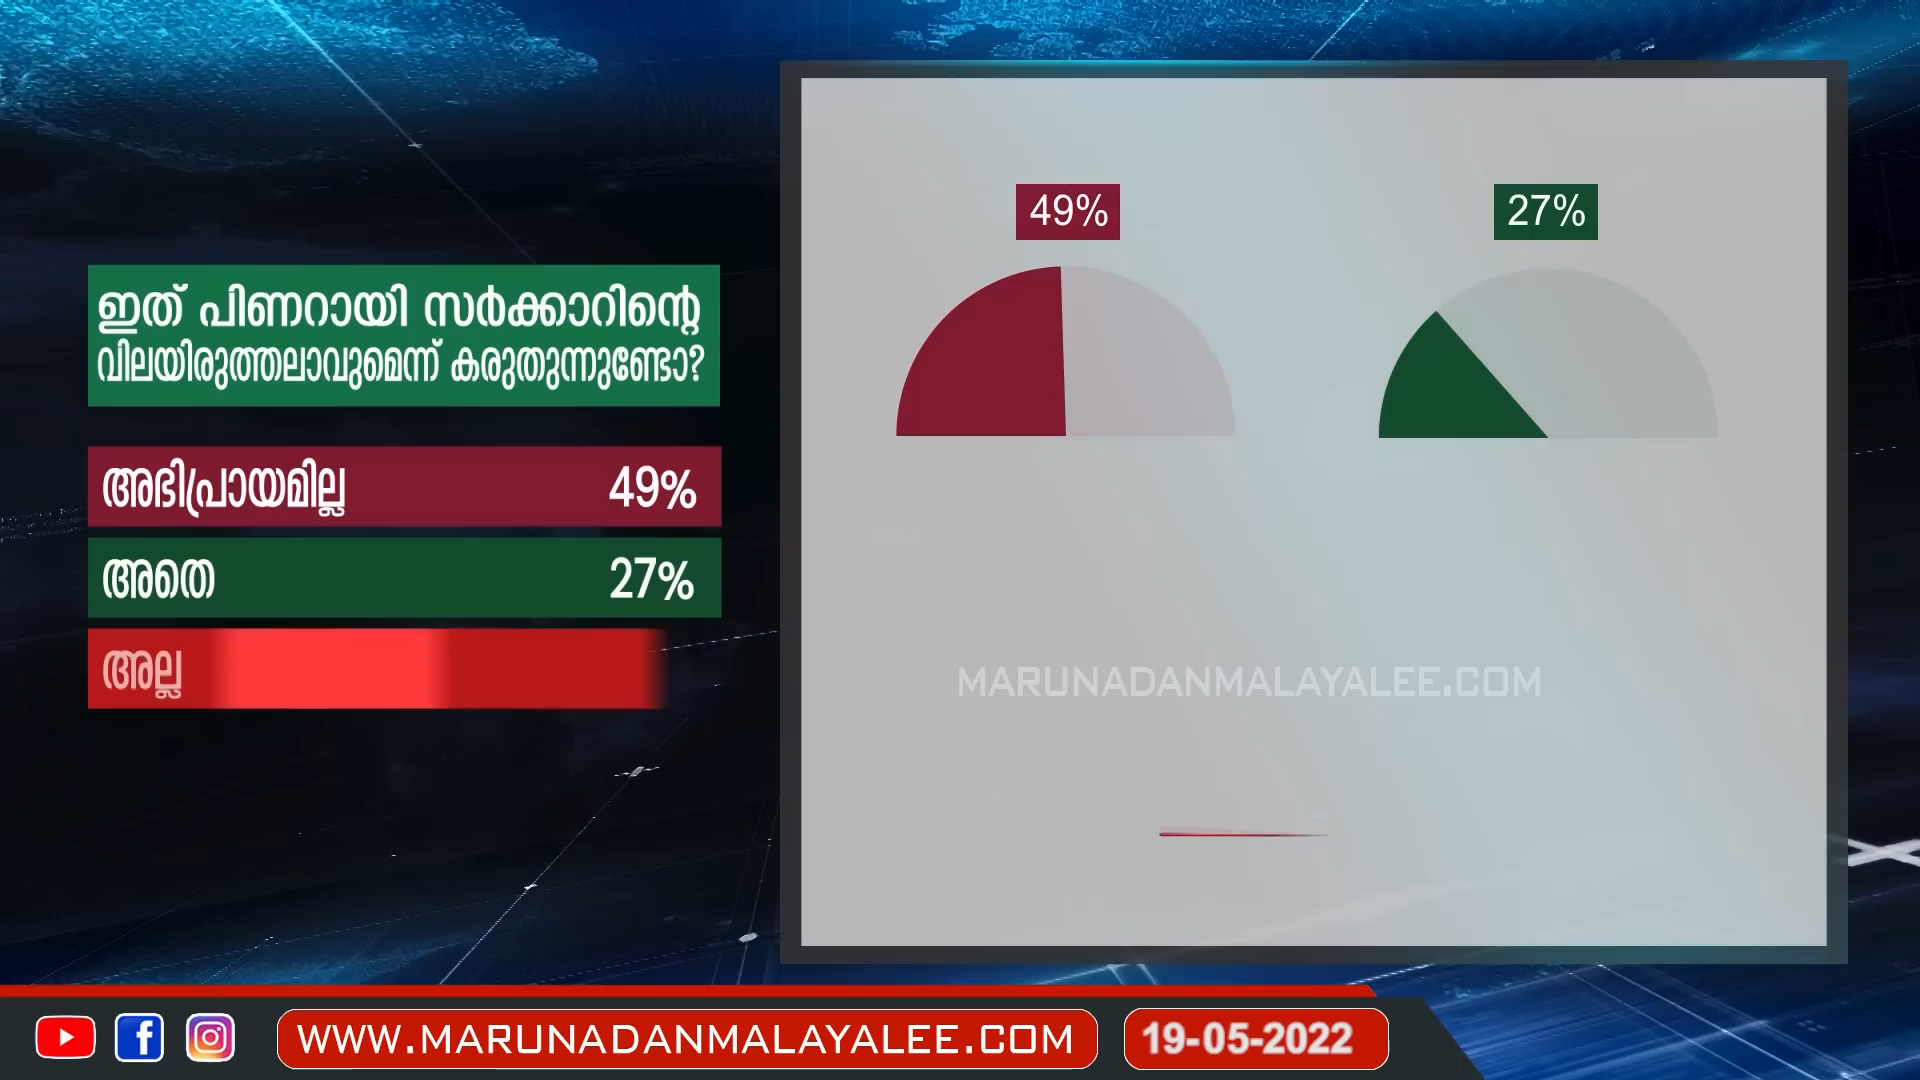 ഇത് പിണറായി സർക്കാറിന്റെ
വിലയിരുത്തലാവുമെന്ന് കരുതുന്നുണ്ടോ?
അഭിപ്രായമില്ല 49%
അതെ 27%
അല്ല
49%
27%
MARUNADANMALAYALEE.COM
WWW.MARUNADANMALAYALEE.COM
19-05-2022